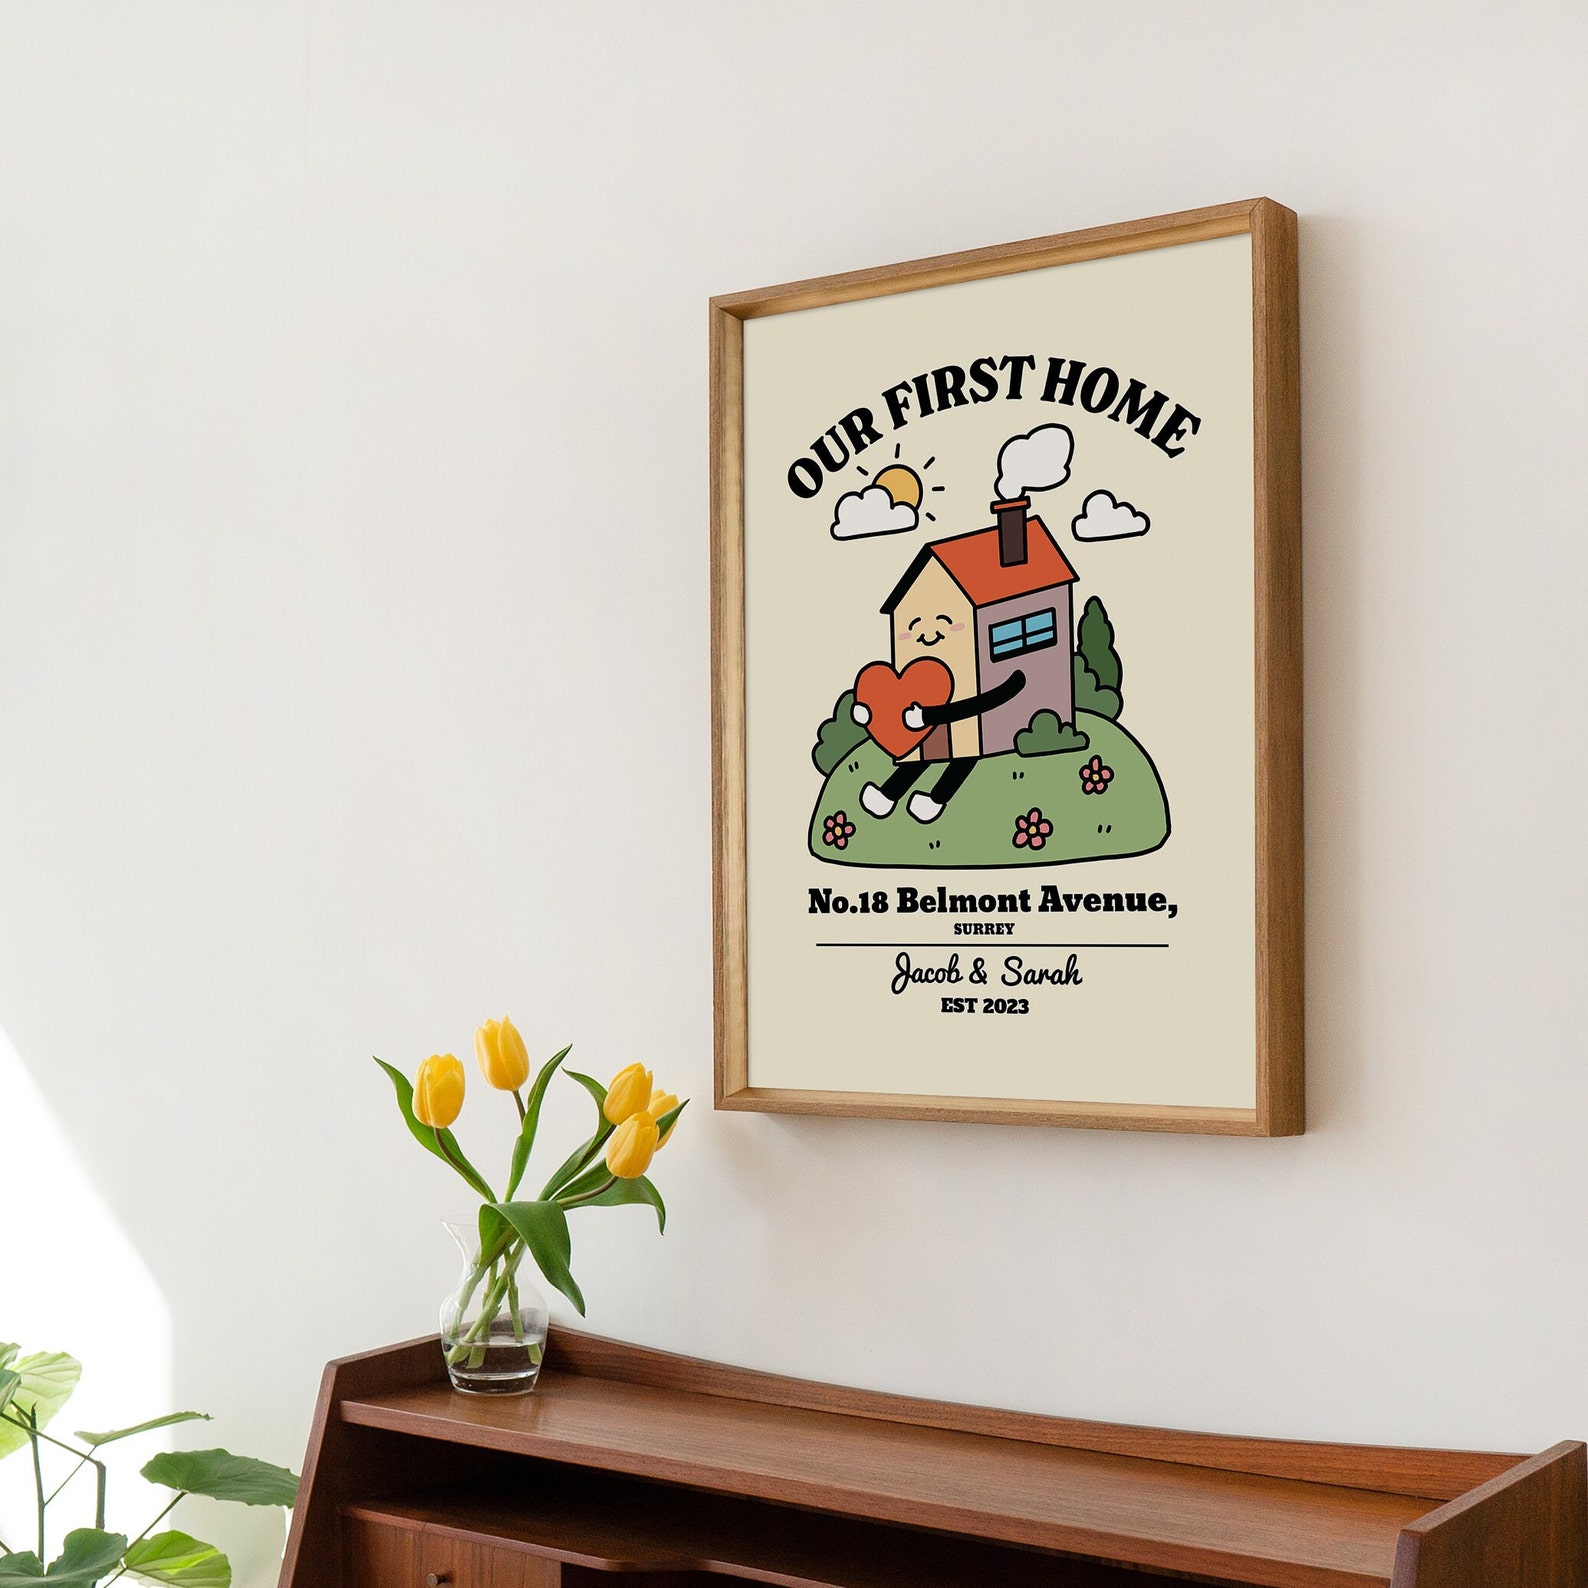 OUR FIRST HOME
No.18 Belmont Avenue,
SURREY
Jacob & Sarah
EST 2023